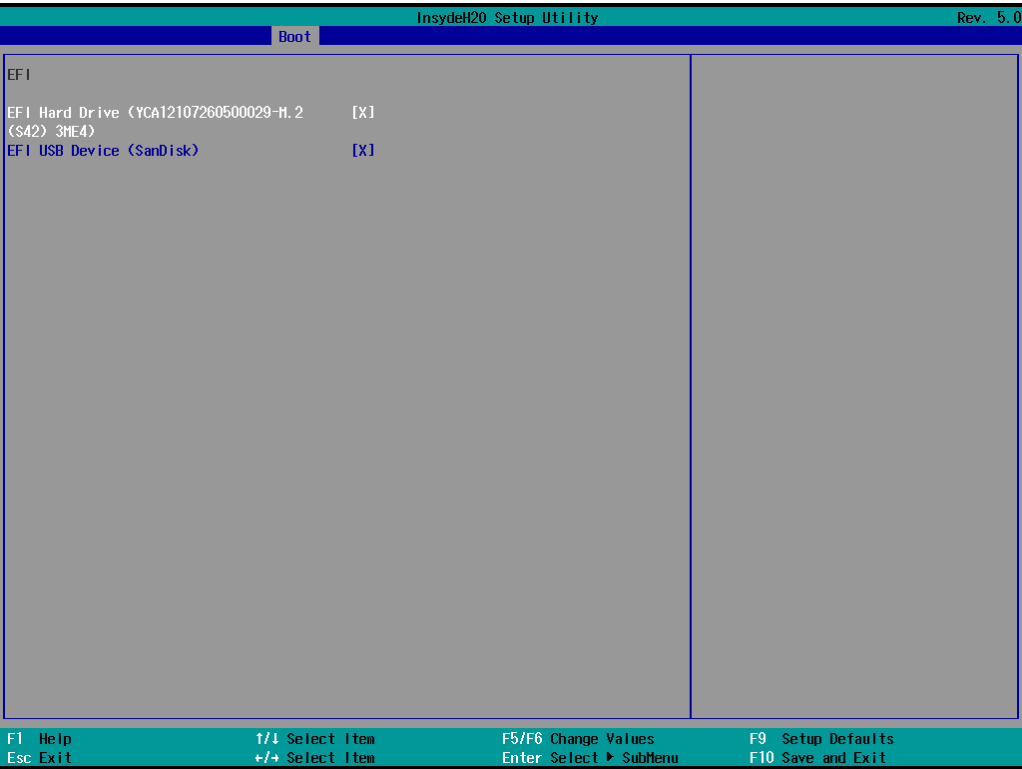 InsydeH20 Setup Utility Rev. 5.0
Boot
EFI
EFI Hard Drive (YCA12107260500029-M.2 [X]
(S42) 3ME4)
EFI USB Device (SanDisk) [X]
F1 Help ↑/↓ Select Item F5/F6 Change Values F9 Setup Defaults
Esc Exit ←/→ Select Item Enter Select ▶ SubMenu F10 Save and Exit